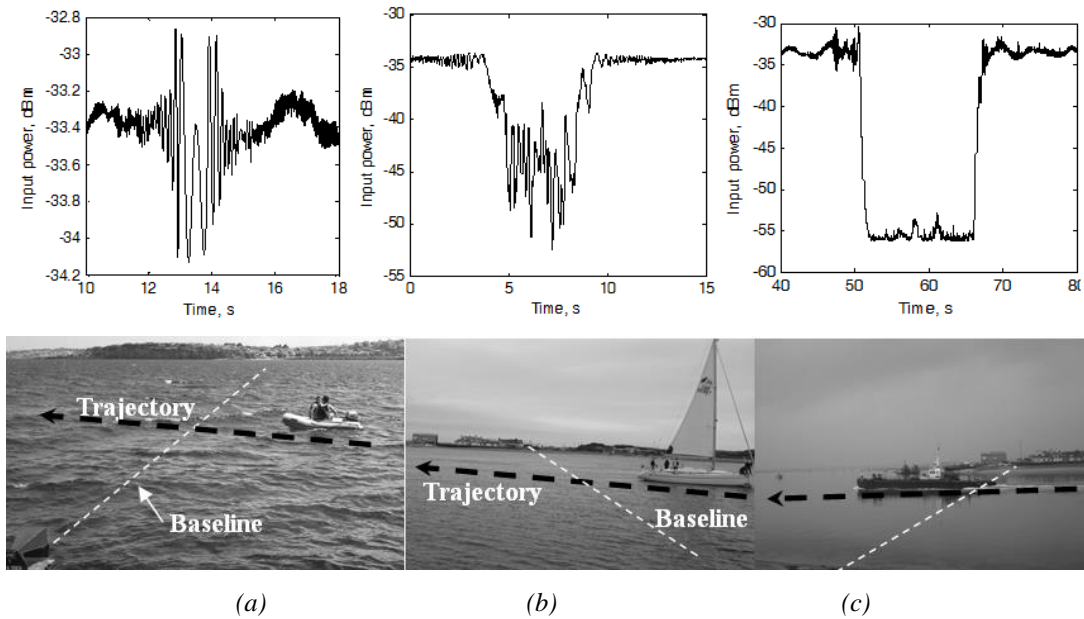 -32.8
-33
-33.2
-33.4
-33.6
-33.8
-34
-34.2
Input power, dBm
10 12 14 16 18
Time, s
-30
-35
-40
-45
-50
-55
Input power, dBm
0 5 10 15
Time, s
-30
-35
-40
-45
-50
-55
-60
Input power, dBm
40 50 60 70 80
Time, s
Trajectory
Baseline
Trajectory
Baseline
(a) (b) (c)